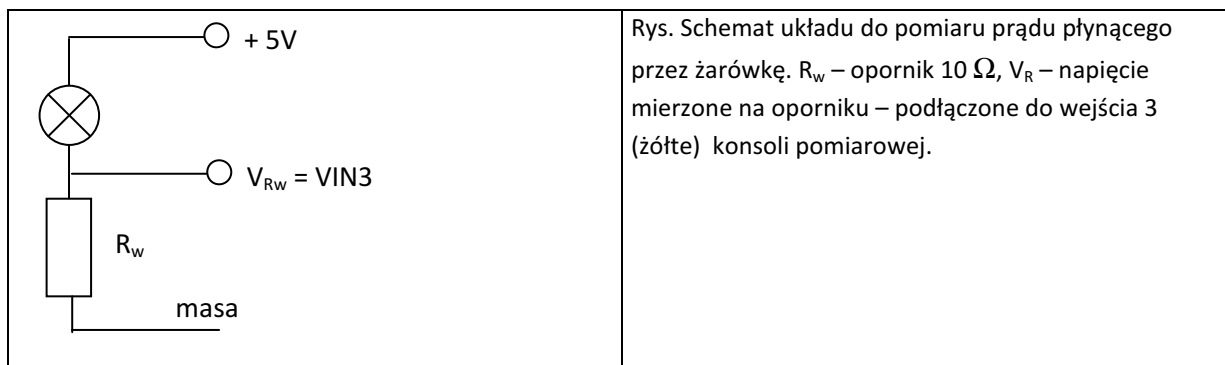 + 5V
V_Rw = VIN3
R_w
masa
Rys. Schemat układu do pomiaru prądu płynącego
przez żarówkę. R_w – opornik 10 Ω, V_R – napięcie
mierzone na oporniku – podłączone do wejścia 3
(żółte) konsoli pomiarowej.